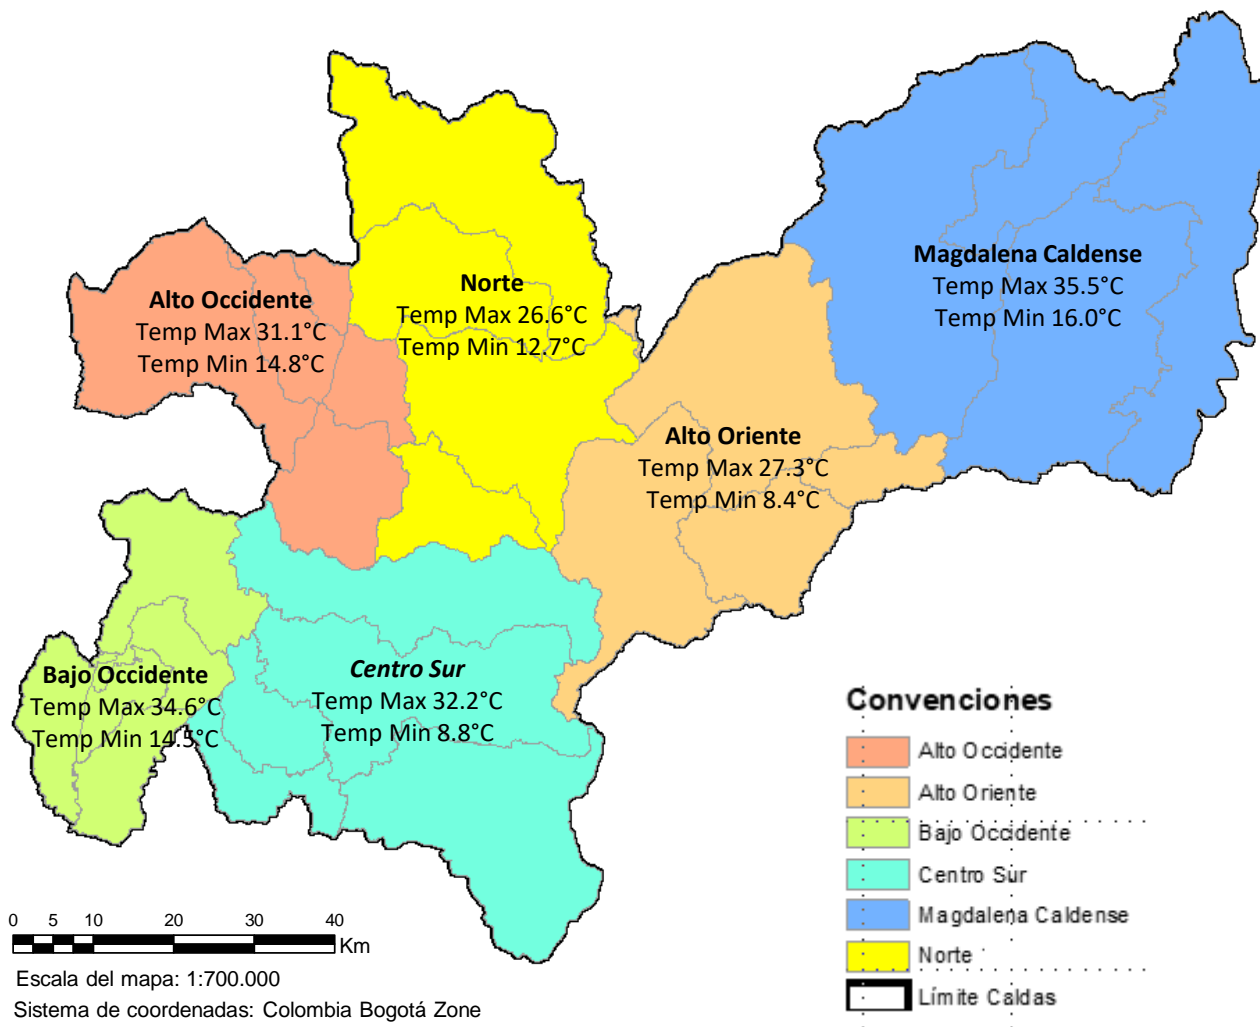 Magdalena Caldense
Temp Max 35.5°C
Temp Min 16.0°C
Norte
Temp Max 26.6°C
Temp Min 12.7°C
Alto Occidente
Temp Max 31.1°C
Temp Min 14.8°C
Alto Oriente
Temp Max 27.3°C
Temp Min 8.4°C
Bajo Occidente
Temp Max 34.6°C
Temp Min 14.5°C
Centro Sur
Temp Max 32.2°C
Temp Min 8.8°C
Convenciones
Alto Occidente
Alto Oriente
Bajo Occidente
Centro Sur
Magdalena Caldense
Norte
Límite Caldas
0 5 10 20 30 40
Km
Escala del mapa: 1:700.000
Sistema de coordenadas: Colombia Bogotá Zone